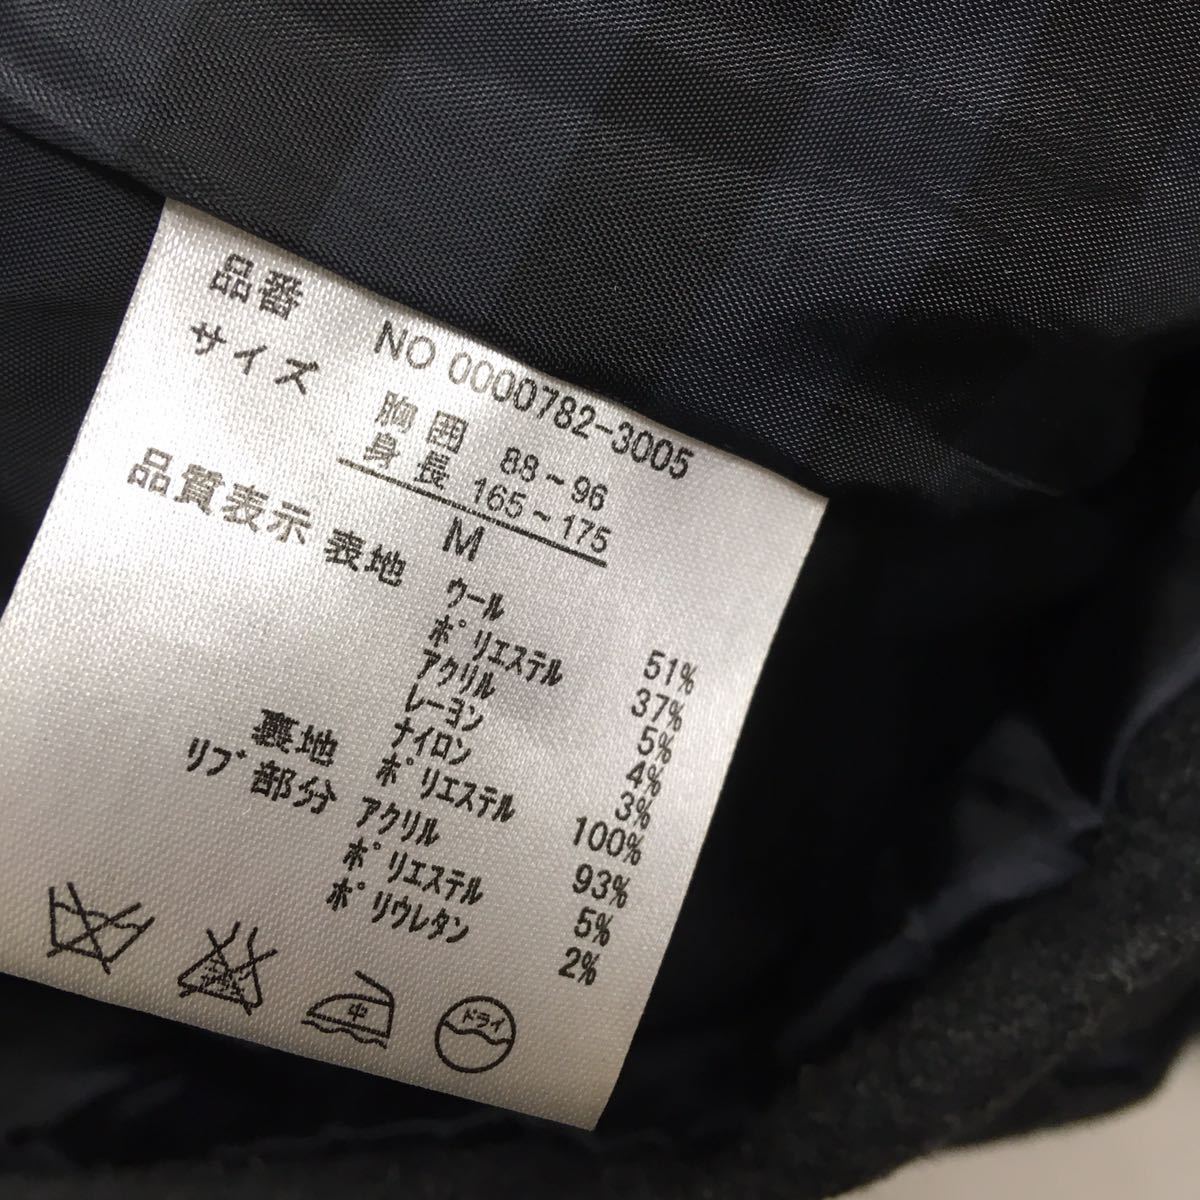 品番 NO 0000782-3005
サイズ 胸囲 88~96
身長 165~175
M
品質表示 表地 ウール 51%
ポリエステル 37%
アクリル 5%
レーヨン 4%
ナイロン 3%
裏地 ポリエステル 100%
リブ部分 アクリル 93%
ポリエステル 5%
ポリウレタン 2%
中
ドライ